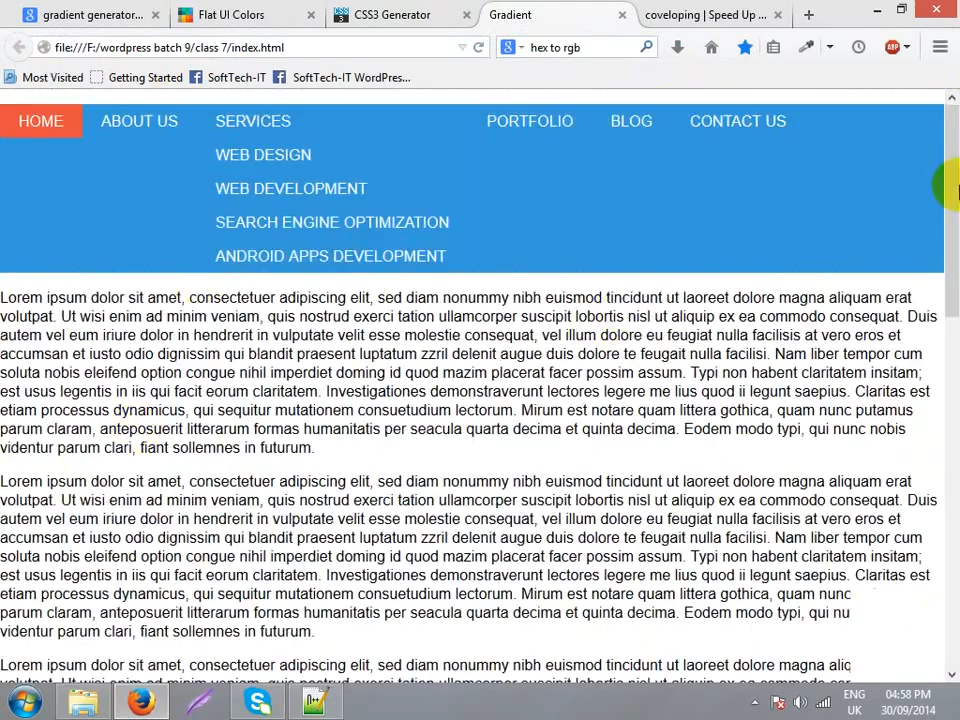 gradient generator...
Flat UI Colors
CSS3 Generator
Gradient
coveloping | Speed Up ...
file:///F:/wordpress batch 9/class 7/index.html
hex to rgb
Most Visited
Getting Started
SoftTech-IT
SoftTech-IT WordPres...
HOME
ABOUT US
SERVICES
PORTFOLIO
BLOG
CONTACT US
WEB DESIGN
WEB DEVELOPMENT
SEARCH ENGINE OPTIMIZATION
ANDROID APPS DEVELOPMENT
Lorem ipsum dolor sit amet, consectetuer adipiscing elit, sed diam nonummy nibh euismod tincidunt ut laoreet dolore magna aliquam erat
volutpat. Ut wisi enim ad minim veniam, quis nostrud exerci tation ullamcorper suscipit lobortis nisl ut aliquip ex ea commodo consequat. Duis
autem vel eum iriure dolor in hendrerit in vulputate velit esse molestie consequat, vel illum dolore eu feugiat nulla facilisis at vero eros et
accumsan et iusto odio dignissim qui blandit praesent luptatum zzril delenit augue duis dolore te feugait nulla facilisi. Nam liber tempor cum
soluta nobis eleifend option congue nihil imperdiet doming id quod mazim placerat facer possim assum. Typi non habent claritatem insitam;
est usus legentis in iis qui facit eorum claritatem. Investigationes demonstraverunt lectores legere me lius quod ii legunt saepius. Claritas est
etiam processus dynamicus, qui sequitur mutationem consuetudium lectorum. Mirum est notare quam littera gothica, quam nunc putamus
parum claram, anteposuerit litterarum formas humanitatis per seacula quarta decima et quinta decima. Eodem modo typi, qui nunc nobis
videntur parum clari, fiant sollemnes in futurum.
Lorem ipsum dolor sit amet, consectetuer adipiscing elit, sed diam nonummy nibh euismod tincidunt ut laoreet dolore magna aliquam erat
volutpat. Ut wisi enim ad minim veniam, quis nostrud exerci tation ullamcorper suscipit lobortis nisl ut aliquip ex ea commodo consequat. Duis
autem vel eum iriure dolor in hendrerit in vulputate velit esse molestie consequat, vel illum dolore eu feugiat nulla facilisis at vero eros et
accumsan et iusto odio dignissim qui blandit praesent luptatum zzril delenit augue duis dolore te feugait nulla facilisi. Nam liber tempor cum
soluta nobis eleifend option congue nihil imperdiet doming id quod mazim placerat facer possim assum. Typi non habent claritatem insitam;
est usus legentis in iis qui facit eorum claritatem. Investigationes demonstraverunt lectores legere me lius quod ii legunt saepius. Claritas est
etiam processus dynamicus, qui sequitur mutationem consuetudium lectorum. Mirum est notare quam littera gothica, quam nunc
parum claram, anteposuerit litterarum formas humanitatis per seacula quarta decima et quinta decima. Eodem modo typi, qui nu
videntur parum clari, fiant sollemnes in futurum.
Lorem ipsum dolor sit amet, consectetuer adipiscing elit, sed diam nonummy nibh euismod tincidunt ut laoreet dolore magna aliq
ENG
UK
04:58 PM
30/09/2014